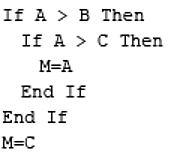 If A > B Then
If A > C Then
M=A
End If
End If
M=C